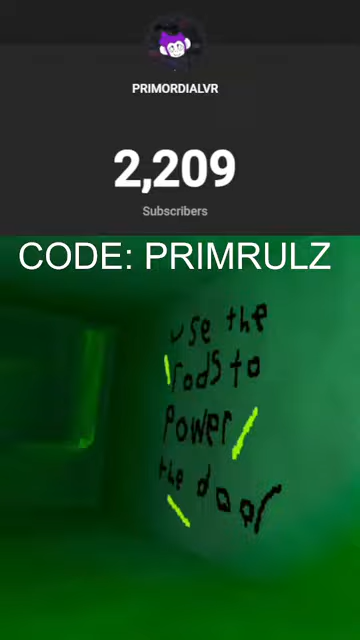 PRIMORDIALVR
2,209
Subscribers
CODE: PRIMRULZ
use the
rods to
power
the door